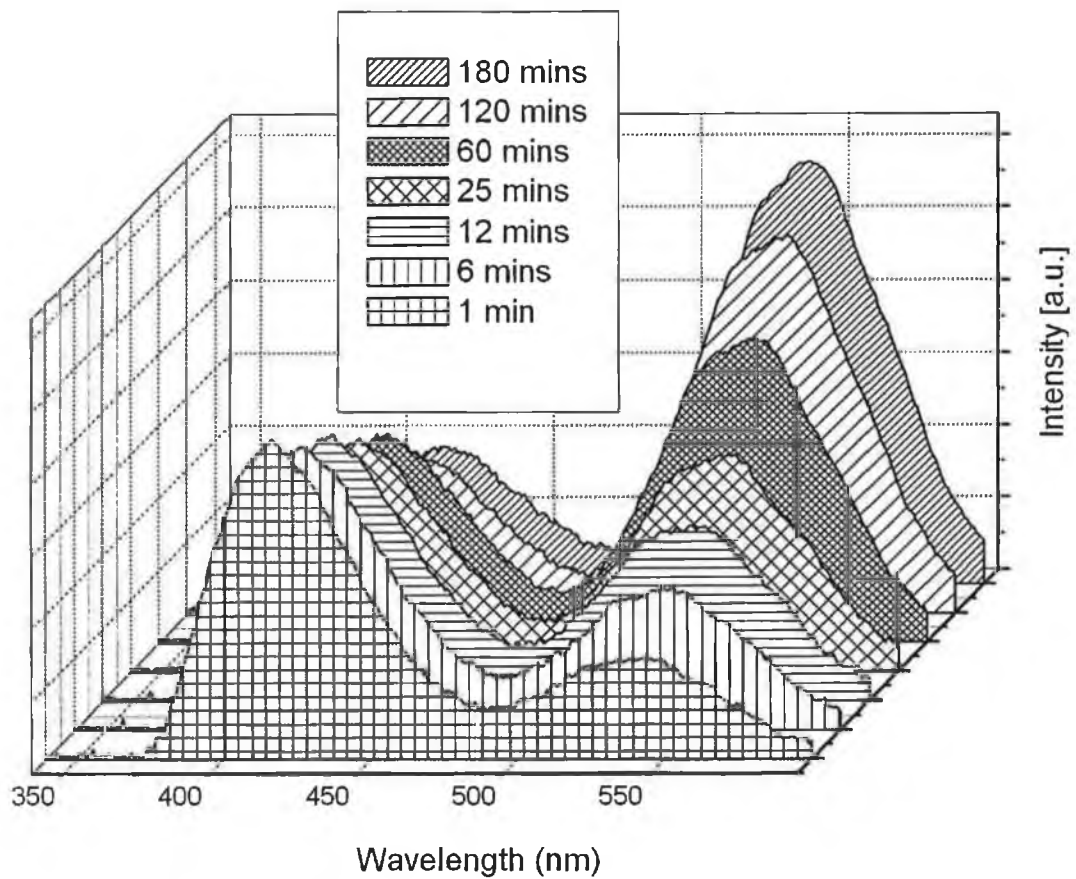 180 mins
120 mins
60 mins
25 mins
12 mins
6 mins
1 min
Intensity [a.u.]
350 400 450 500 550
Wavelength (nm)